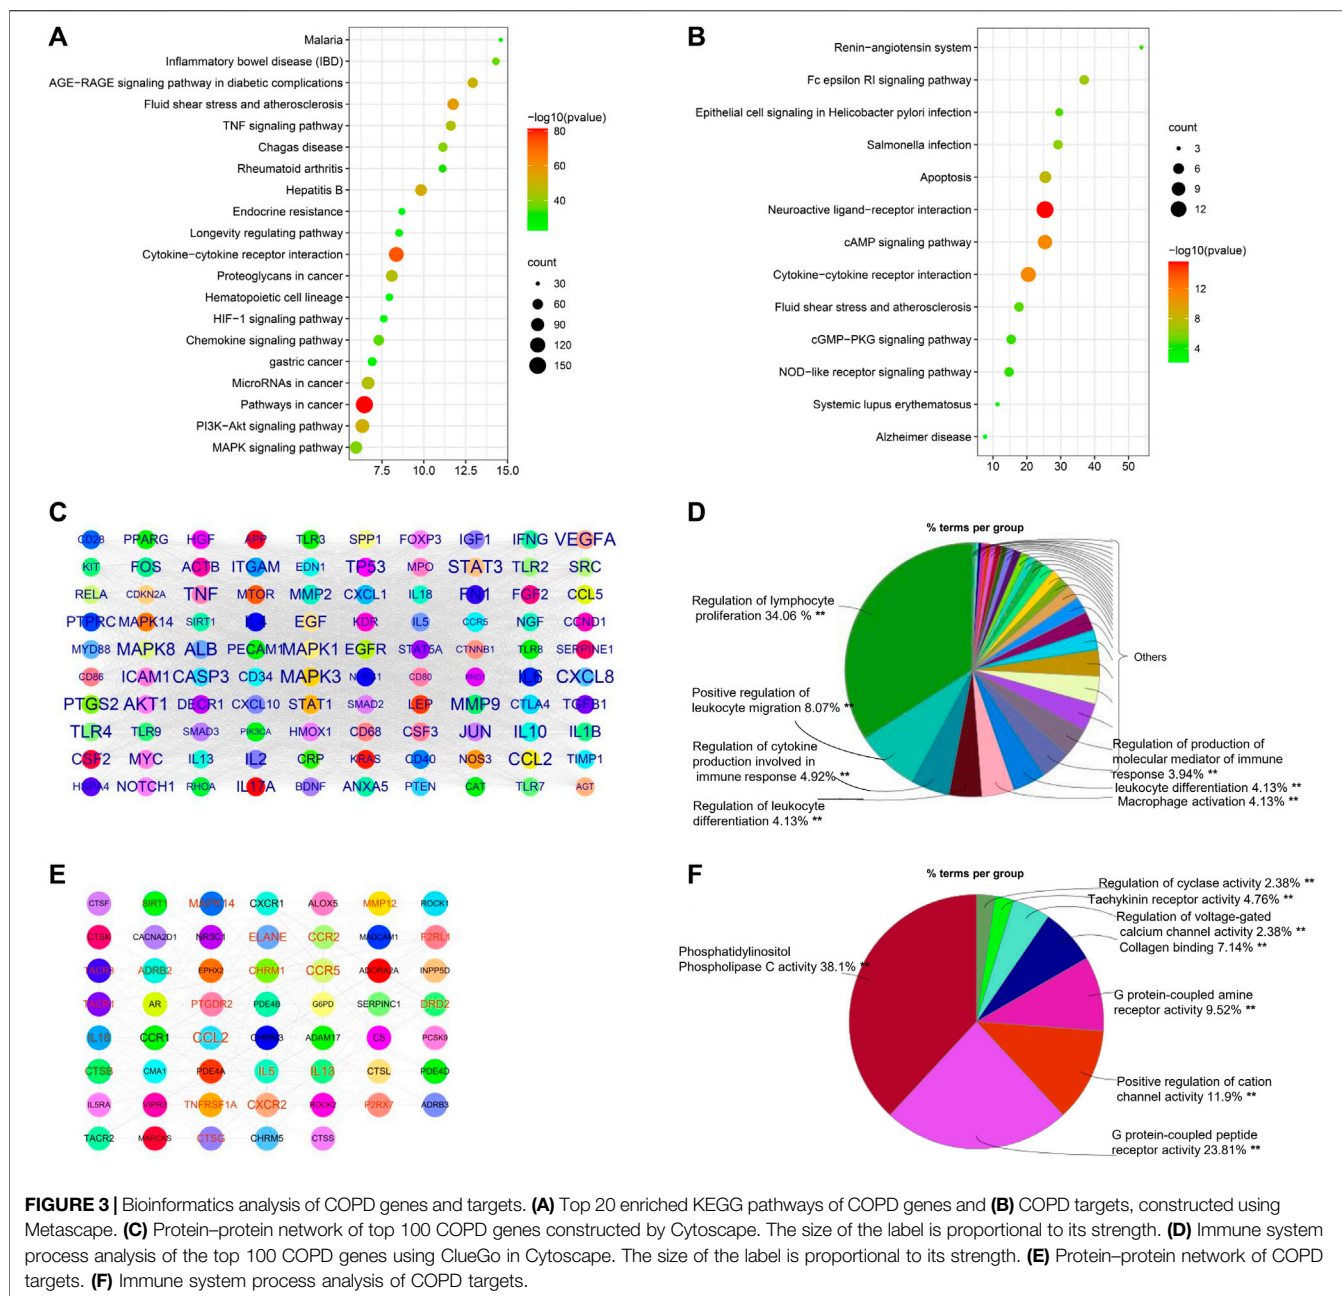 A
Malaria
Inflammatory bowel disease (IBD)
AGE−RAGE signaling pathway in diabetic complications
Fluid shear stress and atherosclerosis
TNF signaling pathway
Chagas disease
Rheumatoid arthritis
Hepatitis B
Endocrine resistance
Longevity regulating pathway
Cytokine−cytokine receptor interaction
Proteoglycans in cancer
Hematopoietic cell lineage
HIF−1 signaling pathway
Chemokine signaling pathway
gastric cancer
MicroRNAs in cancer
Pathways in cancer
PI3K−Akt signaling pathway
MAPK signaling pathway
7.5 10.0 12.5 15.0
−log10(pvalue)
80
60
40
count
30
60
90
120
150
B
Renin−angiotensin system
Fc epsilon RI signaling pathway
Epithelial cell signaling in Helicobacter pylori infection
Salmonella infection
Apoptosis
Neuroactive ligand−receptor interaction
cAMP signaling pathway
Cytokine−cytokine receptor interaction
Fluid shear stress and atherosclerosis
cGMP−PKG signaling pathway
NOD−like receptor signaling pathway
Systemic lupus erythematosus
Alzheimer disease
10 20 30 40 50
count
3
6
9
12
−log10(pvalue)
12
8
4
C
CD28 PPARG HGF APP TLR3 SPP1 FOXP3 IGF1 IFNG VEGFA
KIT FOS ACTB ITGAM EDN1 TP53 MPO STAT3 TLR2 SRC
RELA CDKN2A TNF MTOR MMP2 CXCL1 IL18 FN1 FGF2 CCL5
PTPRC MAPK14 SIRT1 IL4 EGF KDR IL5 CCR5 NGF CCND1
MYD88 MAPK8 ALB PECAM1 MAPK1 EGFR STAT5A CTNNB1 TLR8 SERPINE1
CD86 ICAM1 CASP3 CD34 MAPK3 CD80 IL6 CXCL8
PTGS2 AKT1 DECR1 CXCL10 STAT1 SMAD2 LEP MMP9 CTLA4 TGFB1
TLR4 TLR9 SMAD3 PIK3CA HMOX1 CD68 CSF3 JUN IL10 IL1B
CSF2 MYC IL13 IL2 CRP KRAS CD40 NOS3 CCL2 TIMP1
HSPA4 NOTCH1 RHOA IL17A BDNF ANXA5 PTEN CAT TLR7 AGT
D
% terms per group
Regulation of lymphocyte
proliferation 34.06 % **
Positive regulation of
leukocyte migration 8.07% **
Regulation of cytokine
production involved in
immune response 4.92% **
Regulation of leukocyte
differentiation 4.13% **
Others
Regulation of production of
molecular mediator of immune
response 3.94% **
leukocyte differentiation 4.13% **
Macrophage activation 4.13% **
E
CTSF SIRT1 MAPK14 CXCR1 ALOX5 MMP12 ROCK1
CTSK CACNA2D1 NR3C1 ELANE CCR2 MADCAM1 F2RL1
TACR3 ADRB2 EPHX2 CHRM1 CCR5 ADORA2A INPP5D
TACR1 AR PTGDR2 PDE4B G6PD SERPINC1 DRD2
IL1B CCR1 CCL2 CHRM3 ADAM17 C5 PCSK9
CTSB CMA1 PDE4A IL5 IL13 CTSL PDE4D
IL5RA VIPR2 TNFRSF1A CXCR2 ROCK2 P2RX7 ADRB3
TACR2 MARCKS CTSG CHRM5 CTSS
F
% terms per group
Regulation of cyclase activity 2.38% **
Tachykinin receptor activity 4.76% **
Regulation of voltage-gated
calcium channel activity 2.38% **
Collagen binding 7.14% **
Phosphatidylinositol
Phospholipase C activity 38.1% **
G protein-coupled amine
receptor activity 9.52% **
Positive regulation of cation
channel activity 11.9% **
G protein-coupled peptide
receptor activity 23.81% **
FIGURE 3 | Bioinformatics analysis of COPD genes and targets. (A) Top 20 enriched KEGG pathways of COPD genes and (B) COPD targets, constructed using
Metascape. (C) Protein–protein network of top 100 COPD genes constructed by Cytoscape. The size of the label is proportional to its strength. (D) Immune system
process analysis of the top 100 COPD genes using ClueGo in Cytoscape. The size of the label is proportional to its strength. (E) Protein–protein network of COPD
targets. (F) Immune system process analysis of COPD targets.